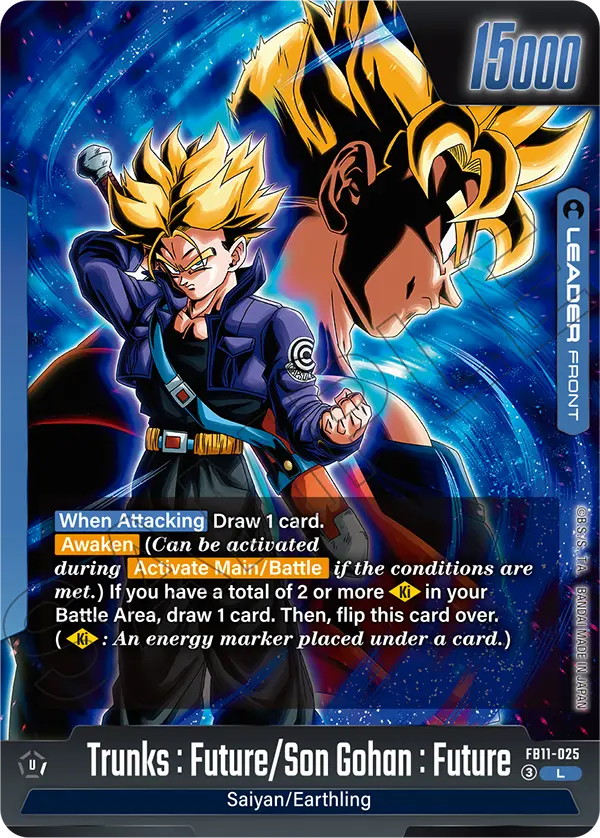 15000
LEADER FRONT
When Attacking Draw 1 card.
Awaken (Can be activated
during Activate Main/Battle if the conditions are
met.) If you have a total of 2 or more Ki in your
Battle Area, draw 1 card. Then, flip this card over.
( Ki : An energy marker placed under a card.)
©B.S./S., T.A. BANDAI MADE IN JAPAN
U
Trunks : Future/Son Gohan : Future
FB11-025
3 L
Saiyan/Earthling